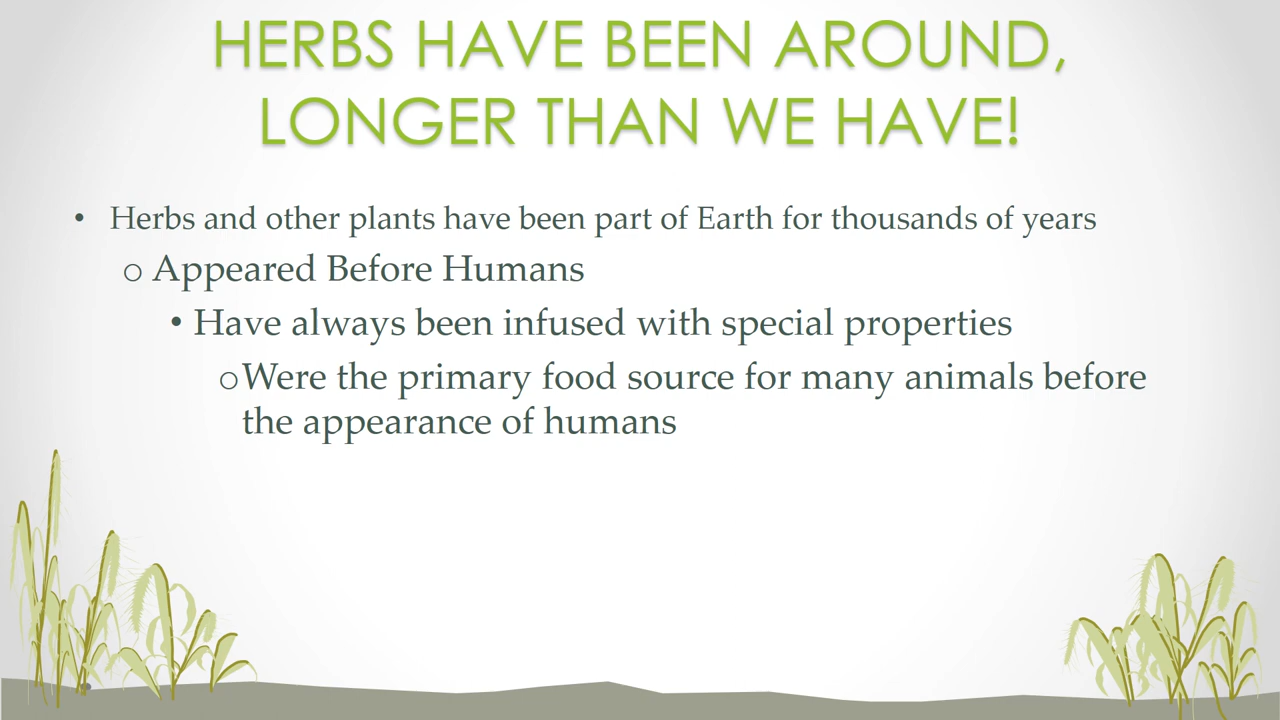 HERBS HAVE BEEN AROUND,
LONGER THAN WE HAVE!
• Herbs and other plants have been part of Earth for thousands of years
o Appeared Before Humans
• Have always been infused with special properties
oWere the primary food source for many animals before
the appearance of humans